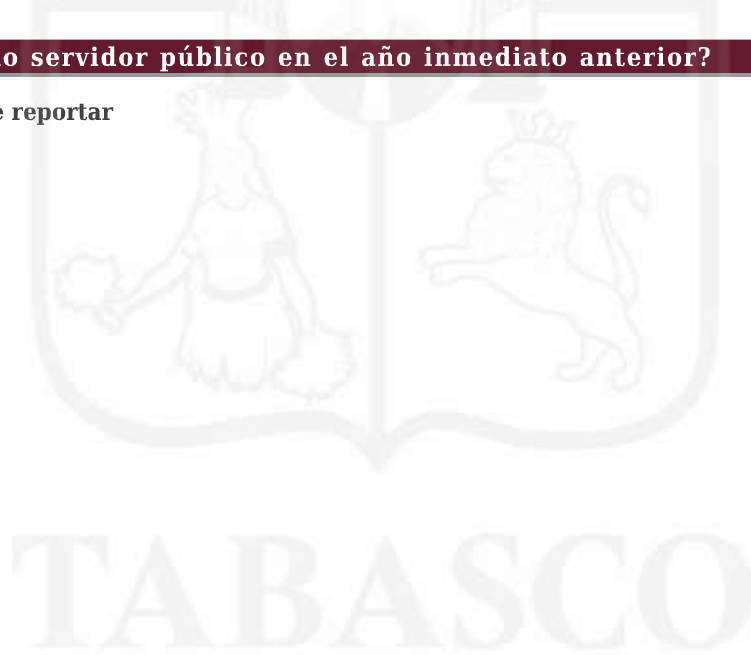 o servidor público en el año inmediato anterior?
e reportar
TABASCO